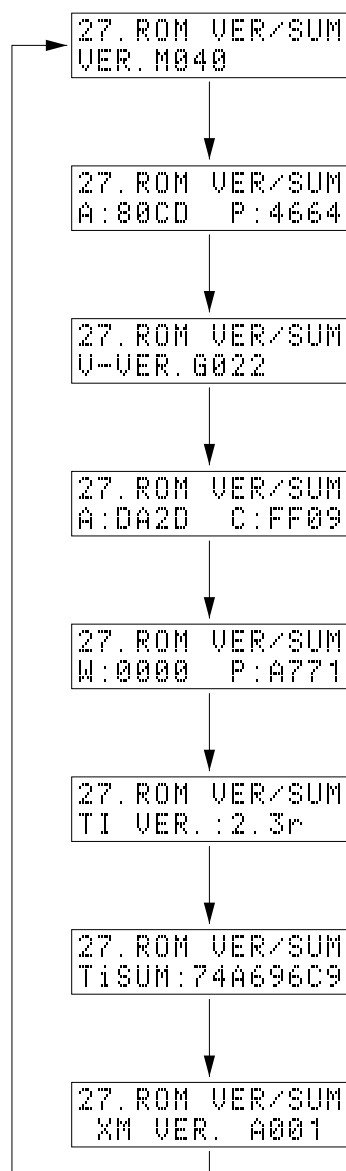 27.ROM VER/SUM
VER.M040
27.ROM VER/SUM
A:80CD P:4664
27.ROM VER/SUM
V-VER.G022
27.ROM VER/SUM
A:DA2D C:FF09
27.ROM VER/SUM
W:0000 P:A771
27.ROM VER/SUM
TI VER.:2.3r
27.ROM VER/SUM
TiSUM:74A696C9
27.ROM VER/SUM
XM VER. A001